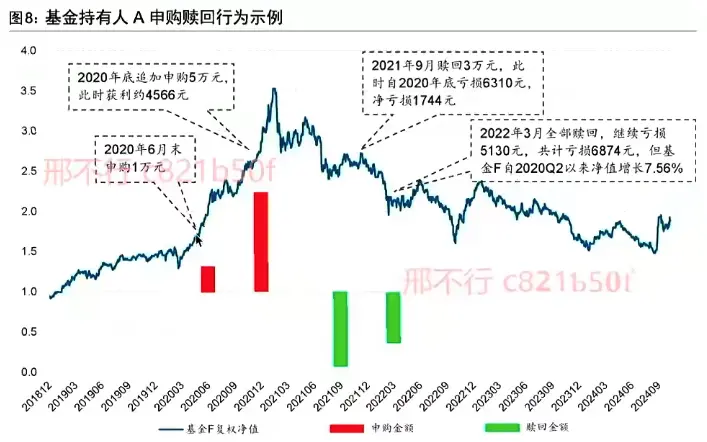 图8：基金持有人 A 申购赎回行为示例
4.0
3.5
3.0
2.5
2.0
1.5
1.0
0.5
0.0
2020年底追加申购5万元，
此时获利约4566元
2020年6月末
申购1万元
2021年9月赎回3万元，此
时自2020年底亏损6310元，
净亏损1744元
2022年3月全部赎回，继续亏损
5130元，共计亏损6874元，但基
金F自2020Q2以来净值增长7.56%
邢不行 c821b50f
邢不行 c821b50f
201812
201903
201906
201909
201912
202003
202006
202009
202012
202103
202106
202109
202112
202203
202206
202209
202212
202303
202306
202309
202312
202403
202406
202409
基金F复权净值
申购金额
赎回金额